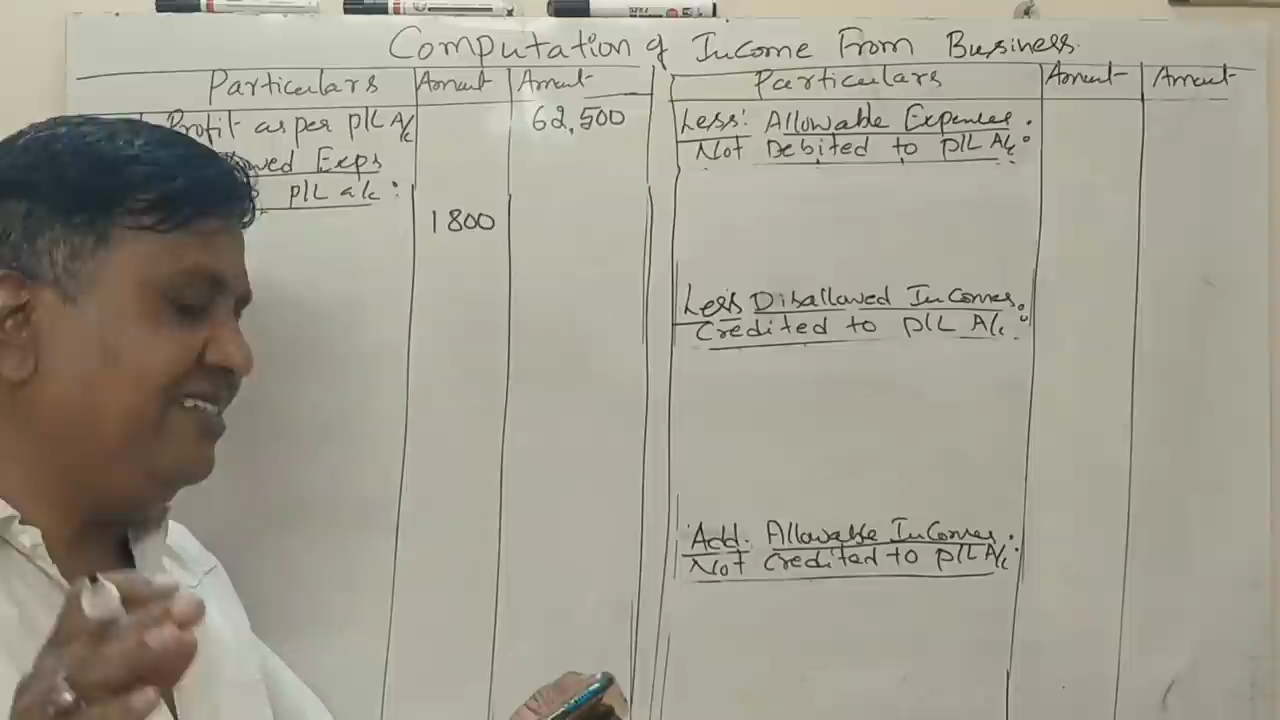 Computation of Income From Business.
Particulars Amount Amount
Profit as per P/L A/c 62,500
Exps
P/L a/c :
1800
Particulars Amount Amount
Less: Allowable Expenses.
Not Debited to P/L A/c :
Less Disallowed Incomes
Credited to P/L A/c :
Add. Allowable Incomes.
Not Credited to P/L A/c